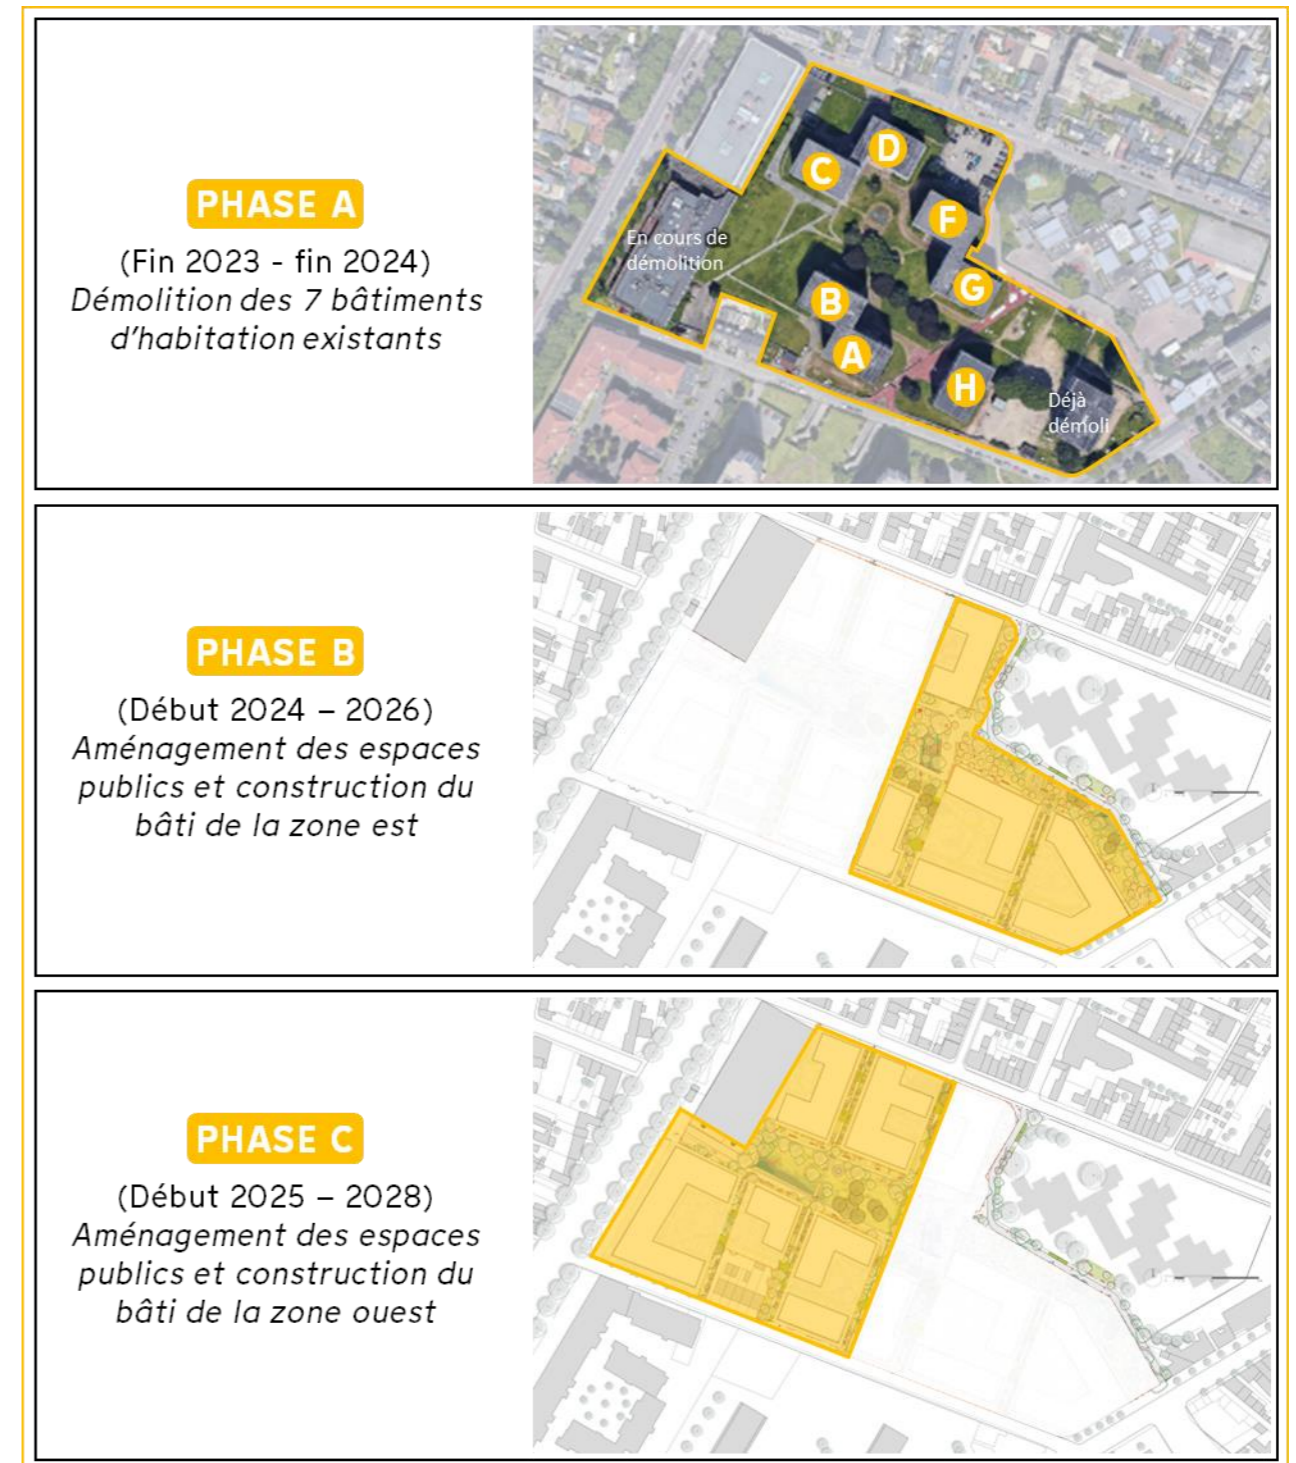 PHASE A
(Fin 2023 - fin 2024)
Démolition des 7 bâtiments
d'habitation existants
D
C
F
En cours de
démolition
G
B
A
H
Déjà
démoli
PHASE B
(Début 2024 – 2026)
Aménagement des espaces
publics et construction du
bâti de la zone est
PHASE C
(Début 2025 – 2028)
Aménagement des espaces
publics et construction du
bâti de la zone ouest